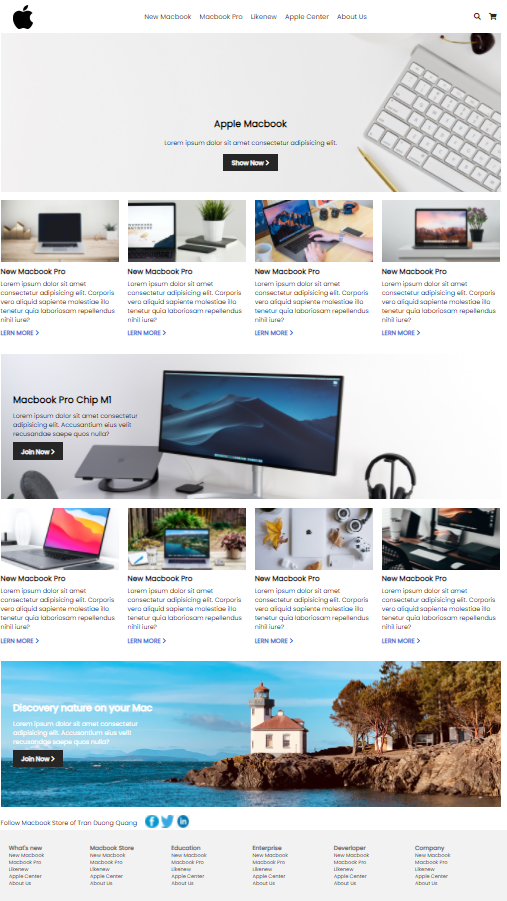 New Macbook Macbook Pro Likenew Apple Center About Us
Apple Macbook
Lorem ipsum dolor sit amet consectetur adipisicing elit.
Show Now
New Macbook Pro
Lorem ipsum dolor sit amet
consectetur adipisicing elit. Corporis
vero aliquid sapiente molestiae illo
tenetur quia laboriosam repellendus
nihil iure?
LERN MORE
New Macbook Pro
Lorem ipsum dolor sit amet
consectetur adipisicing elit. Corporis
vero aliquid sapiente molestiae illo
tenetur quia laboriosam repellendus
nihil iure?
LERN MORE
New Macbook Pro
Lorem ipsum dolor sit amet
consectetur adipisicing elit. Corporis
vero aliquid sapiente molestiae illo
tenetur quia laboriosam repellendus
nihil iure?
LERN MORE
New Macbook Pro
Lorem ipsum dolor sit amet
consectetur adipisicing elit. Corporis
vero aliquid sapiente molestiae illo
tenetur quia laboriosam repellendus
nihil iure?
LERN MORE
Macbook Pro Chip M1
Lorem ipsum dolor sit amet consectetur
adipisicing elit. Accusantium eius velit
recusandae saepe quos nulla?
Join Now
New Macbook Pro
Lorem ipsum dolor sit amet
consectetur adipisicing elit. Corporis
vero aliquid sapiente molestiae illo
tenetur quia laboriosam repellendus
nihil iure?
LERN MORE
New Macbook Pro
Lorem ipsum dolor sit amet
consectetur adipisicing elit. Corporis
vero aliquid sapiente molestiae illo
tenetur quia laboriosam repellendus
nihil iure?
LERN MORE
New Macbook Pro
Lorem ipsum dolor sit amet
consectetur adipisicing elit. Corporis
vero aliquid sapiente molestiae illo
tenetur quia laboriosam repellendus
nihil iure?
LERN MORE
New Macbook Pro
Lorem ipsum dolor sit amet
consectetur adipisicing elit. Corporis
vero aliquid sapiente molestiae illo
tenetur quia laboriosam repellendus
nihil iure?
LERN MORE
Discovery nature on your Mac
Lorem ipsum dolor sit amet consectetur
adipisicing elit. Accusantium eius velit
recusandae saepe quos nulla?
Join Now
Follow Macbook Store of Tran Duong Quang
What's new
New Macbook
Macbook Pro
Likenew
Apple Center
About Us
Macbook Store
New Macbook
Macbook Pro
Likenew
Apple Center
About Us
Education
New Macbook
Macbook Pro
Likenew
Apple Center
About Us
Enterprise
New Macbook
Macbook Pro
Likenew
Apple Center
About Us
Developer
New Macbook
Macbook Pro
Likenew
Apple Center
About Us
Company
New Macbook
Macbook Pro
Likenew
Apple Center
About Us